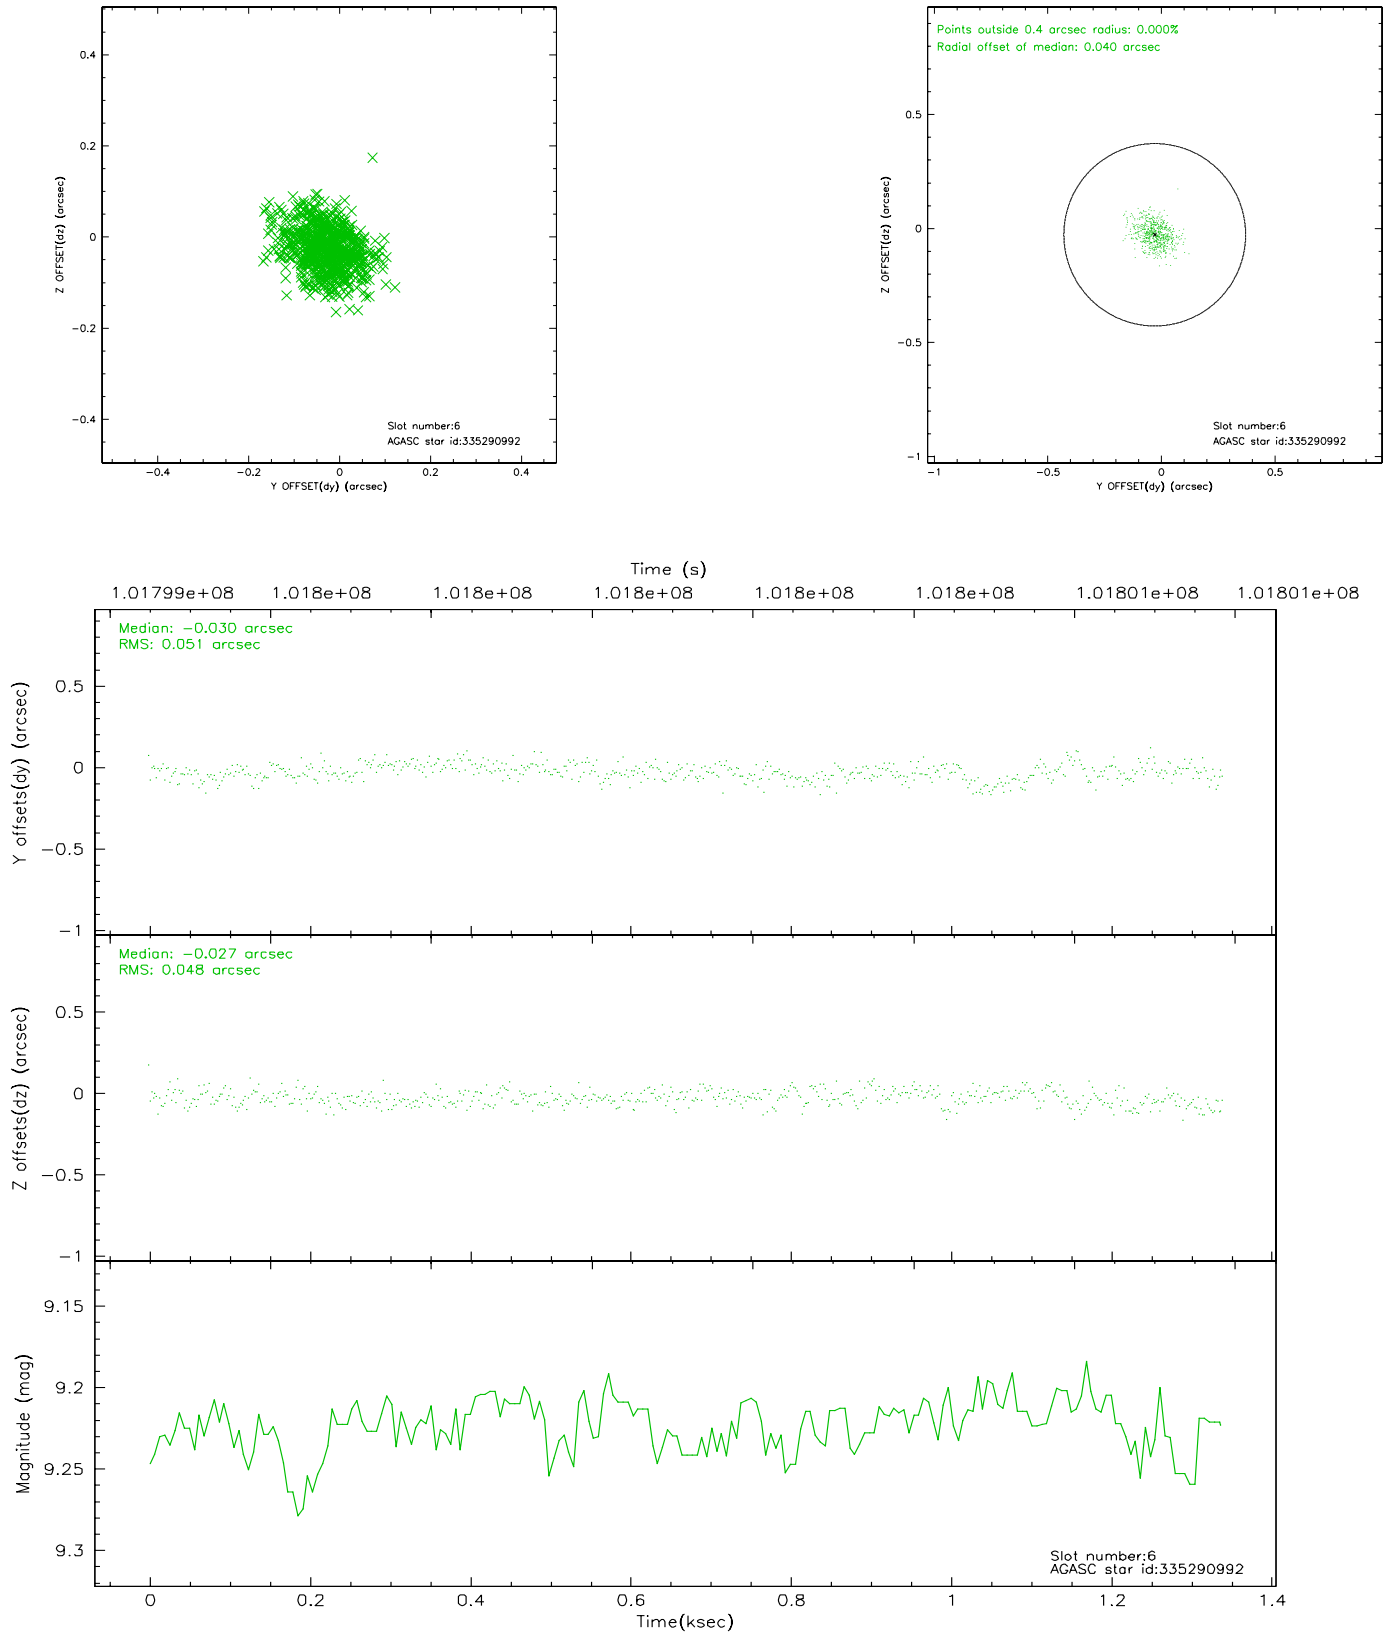 0.4
0.2
0
−0.2
−0.4
Z OFFSET(dz) (arcsec)
−0.4 −0.2 0 0.2 0.4
Y OFFSET(dy) (arcsec)
Slot number:6
AGASC star id:335290992
Points outside 0.4 arcsec radius: 0.000%
Radial offset of median: 0.040 arcsec
0.5
0
−0.5
−1
Z OFFSET(dz) (arcsec)
−1 −0.5 0 0.5
Y OFFSET(dy) (arcsec)
Slot number:6
AGASC star id:335290992
Time (s)
1.01799e+08 1.018e+08 1.018e+08 1.018e+08 1.018e+08 1.018e+08 1.01801e+08 1.01801e+08
Median: −0.030 arcsec
RMS: 0.051 arcsec
0.5
0
−0.5
−1
Y offsets(dy) (arcsec)
Median: −0.027 arcsec
RMS: 0.048 arcsec
0.5
0
−0.5
−1
Z offsets(dz) (arcsec)
9.15
9.2
9.25
9.3
Magnitude (mag)
Slot number:6
AGASC star id:335290992
0 0.2 0.4 0.6 0.8 1 1.2 1.4
Time(ksec)